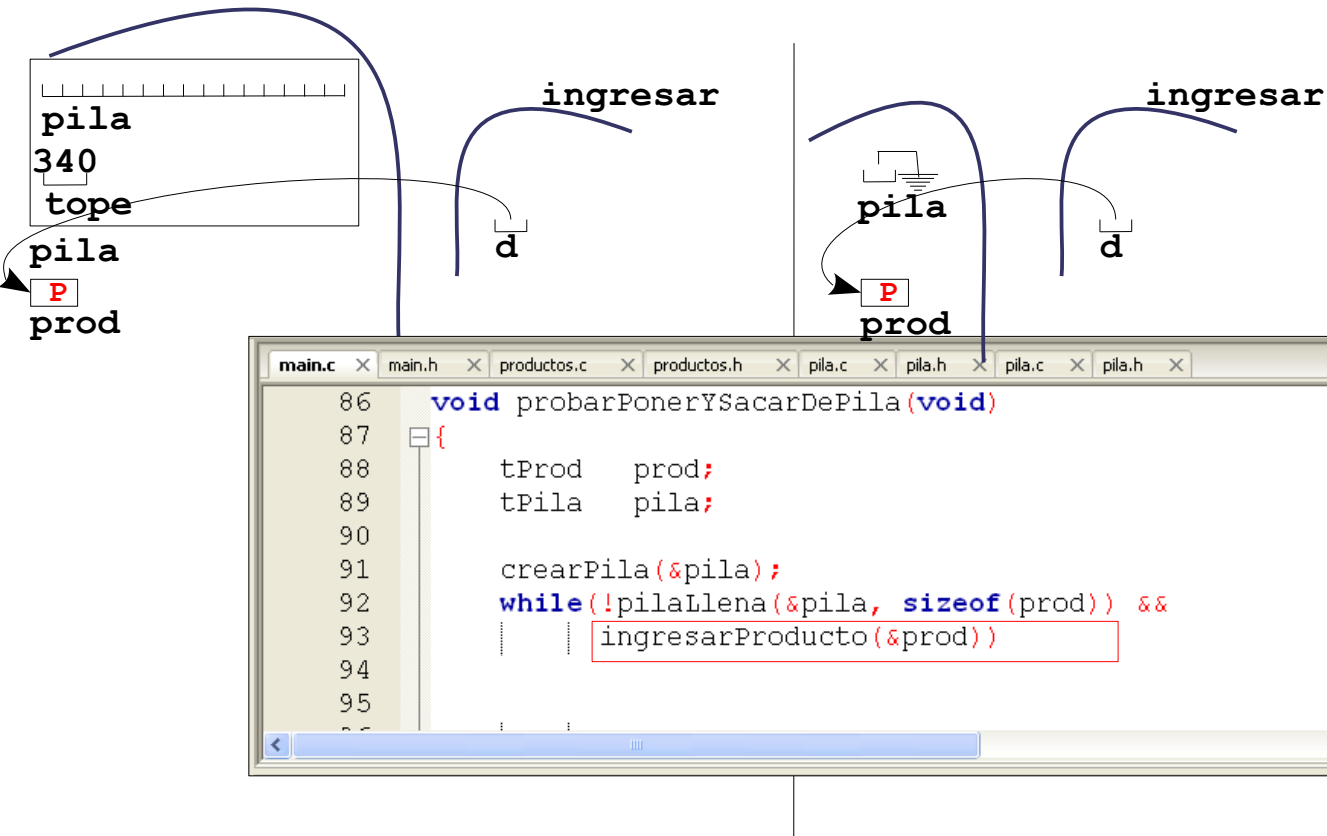 ingresar
pila
340
tope
d
pila
P
prod
ingresar
pila
d
P
prod
main.c main.h productos.c productos.h pila.c pila.h pila.c pila.h
86 void probarPonerYSacarDePila(void)
87 {
88 tProd prod;
89 tPila pila;
90
91 crearPila(&pila);
92 while(!pilaLlena(&pila, sizeof(prod)) &&
93 ingresarProducto(&prod))
94
95